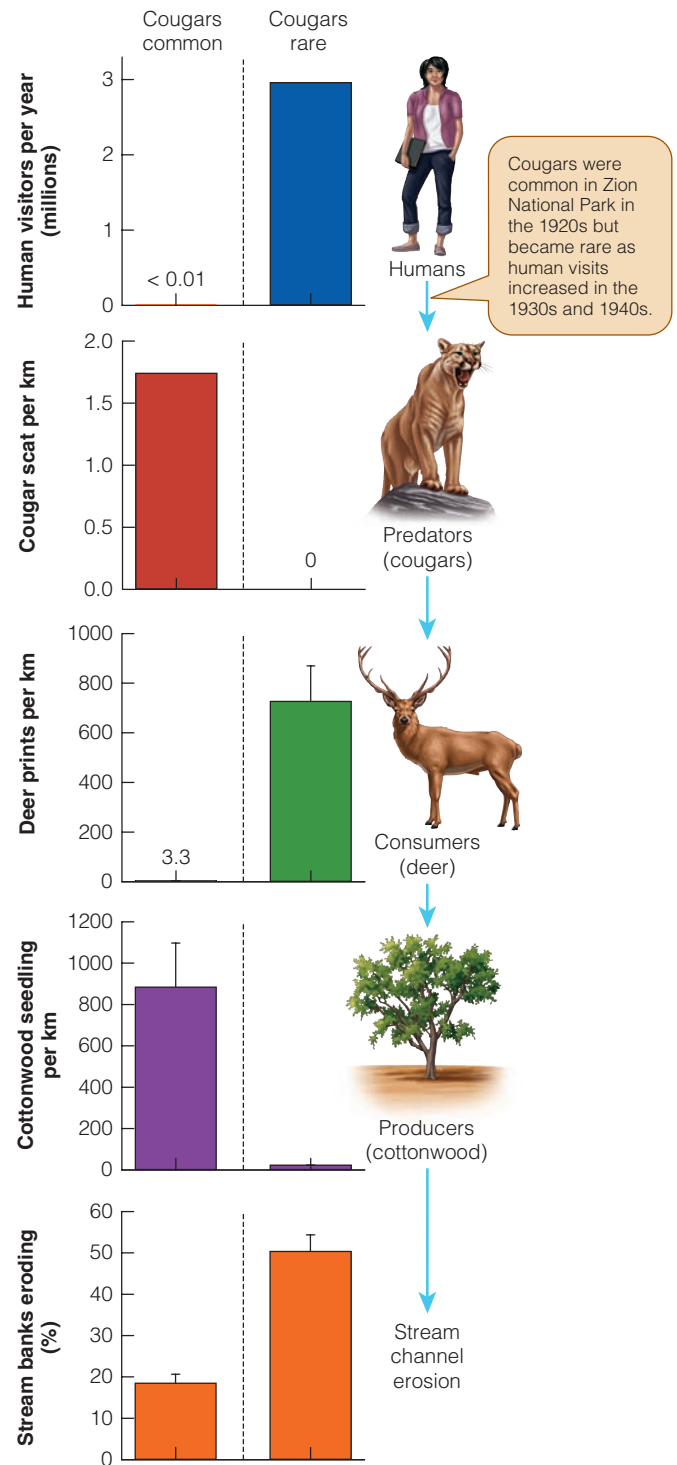 Cougars
common
Cougars
rare
Human visitors per year
(millions)
3
2
1
0
< 0.01
Humans
Cougars were
common in Zion
National Park in
the 1920s but
became rare as
human visits
increased in the
1930s and 1940s.
Cougar scat per km
2.0
1.5
1.0
0.5
0.0
0
Predators
(cougars)
Deer prints per km
1000
800
600
400
200
0
3.3
Consumers
(deer)
Cottonwood seedling
per km
1200
1000
800
600
400
200
0
Producers
(cottonwood)
Stream banks eroding
(%)
60
50
40
30
20
10
0
Stream
channel
erosion